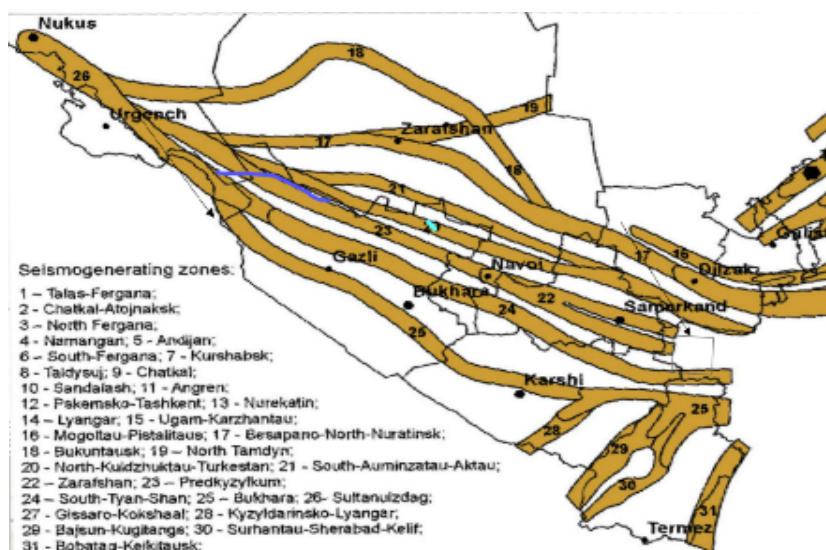 Nukus
18
26
19
Urgench
Zarafshan
17
18
21
23
16
17
Gazli
Navoi
Djizak
Bukhara
22
Samarkand
24
25
Karshi
25
28
29
30
31
Termez
Seismogenerating zones:
1 – Talas-Fergana;
2 – Chatkal-Atojnaksk;
3 – North Fergana;
4 – Namangan; 5 – Andijan;
6 – South-Fergana; 7 – Kurshabsk;
8 – Taldysuj; 9 – Chatkal;
10 – Sandalash; 11 – Angren;
12 – Pskemsko-Tashkent; 13 – Nurekatin;
14 – Lyangar; 15 – Ugam-Karzhantau;
16 – Mogoltau-Pistalitaus; 17 – Besapano-North-Nuratinsk;
18 – Bukuntausk; 19 – North Tamdyn;
20 – North-Kuldzhuktau-Turkestan; 21 – South-Auminzatau-Aktau;
22 – Zarafshan; 23 – Predkyzylkum;
24 – South-Tyan-Shan; 25 – Bukhara; 26- Sultanuizdag;
27 – Gissaro-Kokshaal; 28 – Kyzyldarinsko-Lyangar;
29 – Bajsun-Kugitangs; 30 – Surhantau-Sherabad-Kelif;
31 – Bobatag-Kejkitausk;